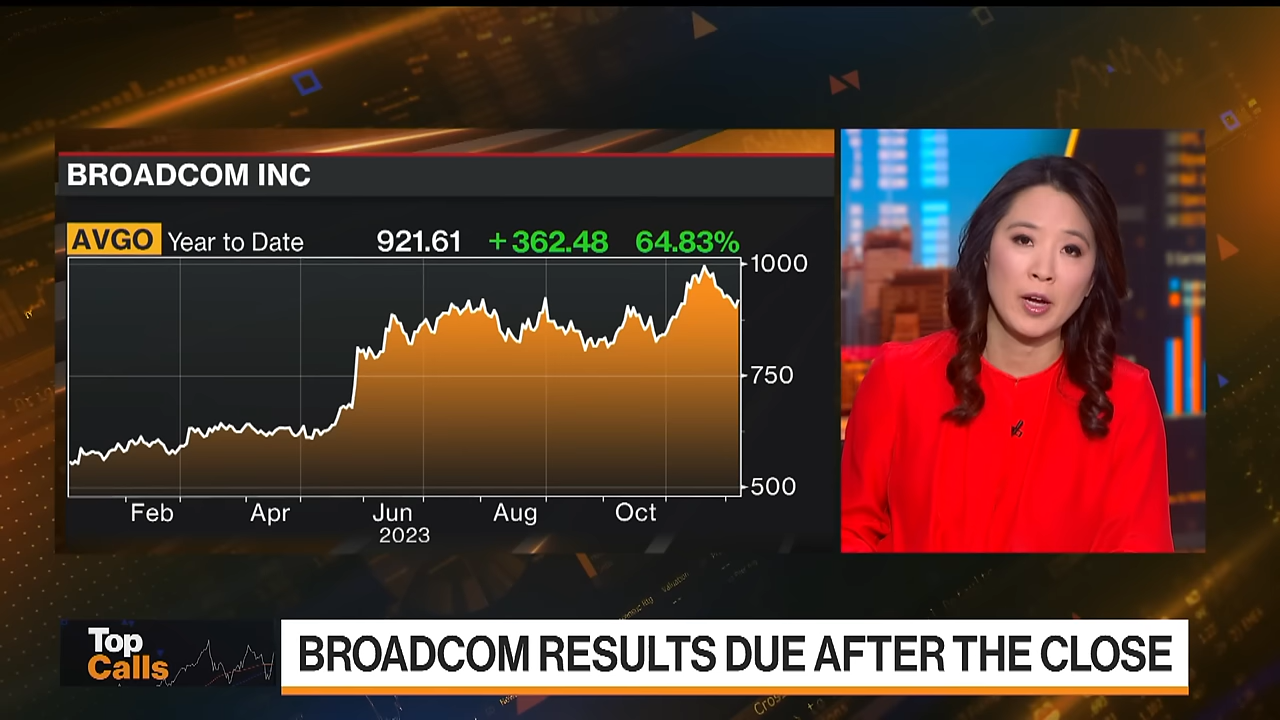 BROADCOM INC
AVGO Year to Date 921.61 +362.48 64.83%
1000
750
500
Feb Apr Jun Aug Oct
2023
Top
Calls
BROADCOM RESULTS DUE AFTER THE CLOSE